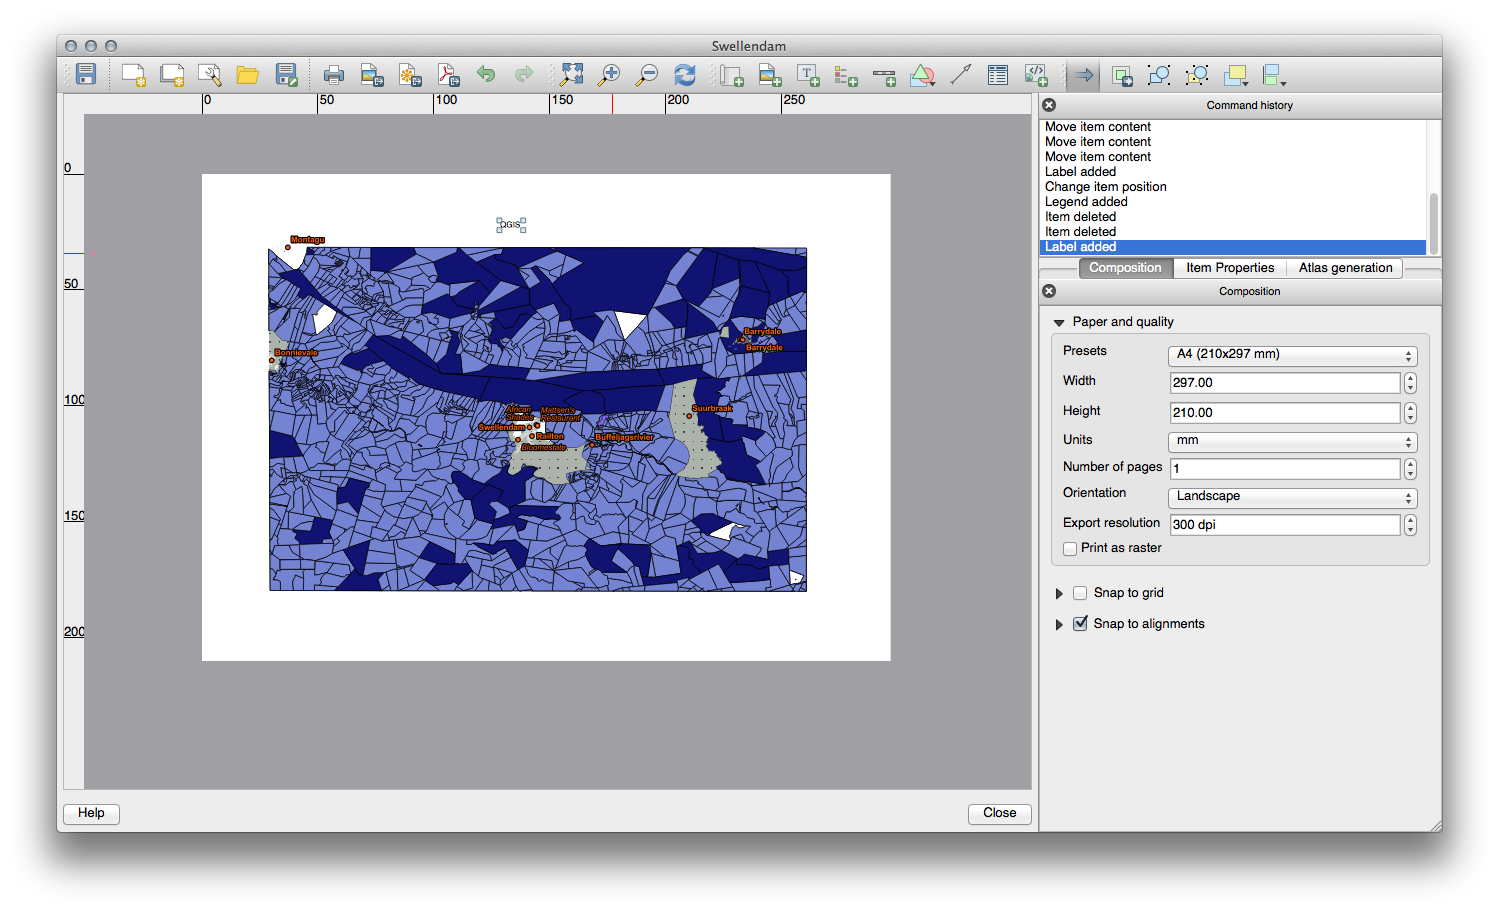 Swellendam
0 50 100 150 200 250
Command history
Move item content
Move item content
Move item content
Label added
Change item position
Legend added
Item deleted
Item deleted
Label added
Composition Item Properties Atlas generation
Composition
Paper and quality
Presets A4 (210x297 mm)
Width 297.00
Height 210.00
Units mm
Number of pages 1
Orientation Landscape
Export resolution 300 dpi
Print as raster
Snap to grid
Snap to alignments
0
50
100
150
200
QGIS
Montagu
Barrydale
Barrydale
Bonnievale
African
Shades
Mattsen's
Restaurant
Suurbraak
Swellendam
Railton
Buffeljagsrivier
Bloomestate
Help
Close